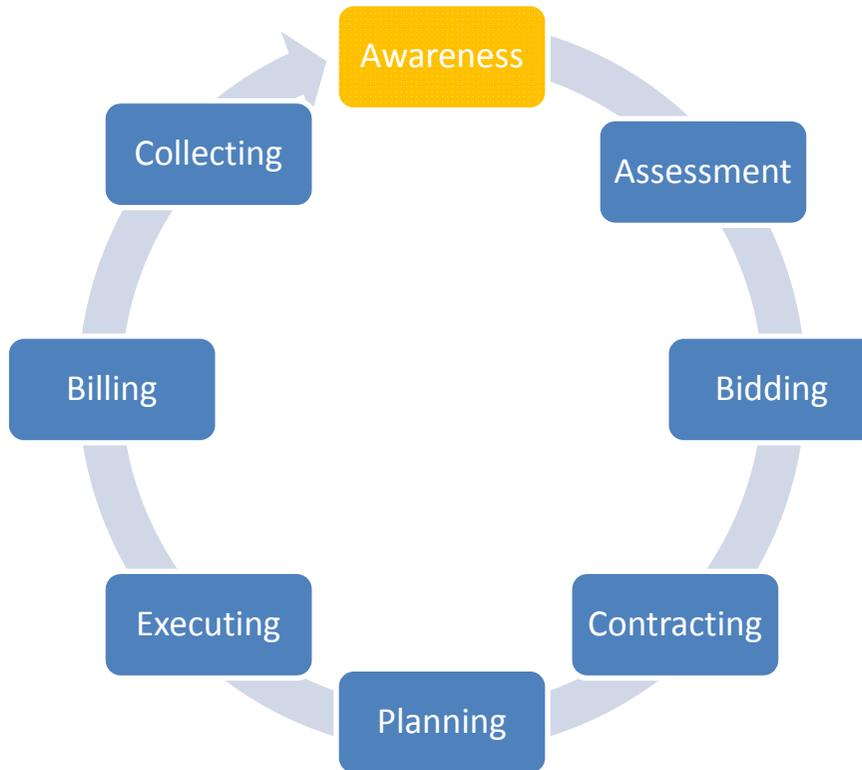 Awareness
Assessment
Bidding
Contracting
Planning
Executing
Billing
Collecting